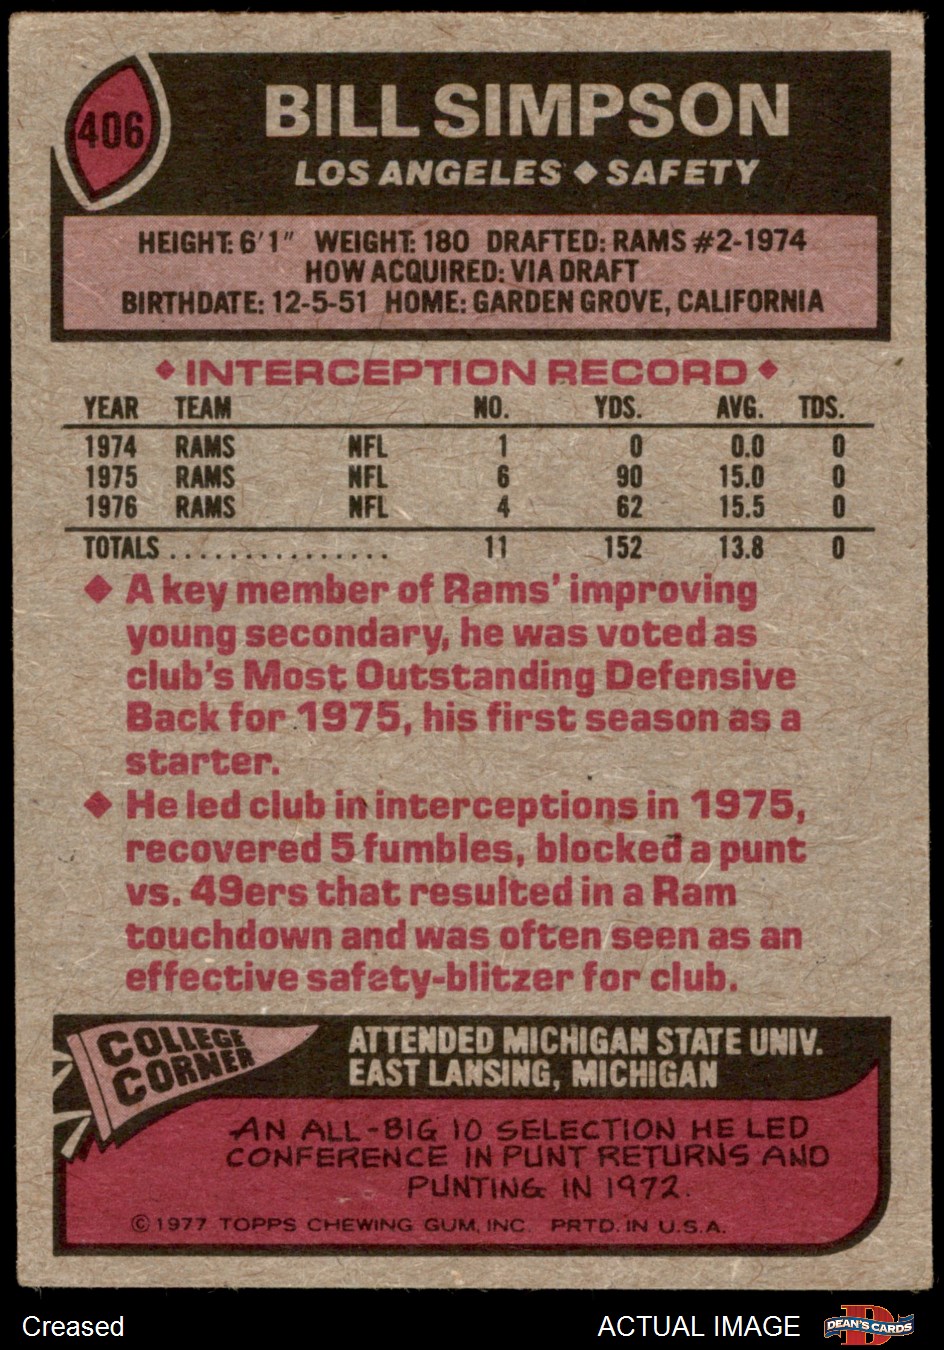 406
BILL SIMPSON
LOS ANGELES ◆ SAFETY
HEIGHT: 6'1" WEIGHT: 180 DRAFTED: RAMS #2-1974
HOW ACQUIRED: VIA DRAFT
BIRTHDATE: 12-5-51 HOME: GARDEN GROVE, CALIFORNIA
◆ INTERCEPTION RECORD ◆
YEAR TEAM NO. YDS. AVG. TDS.
1974 RAMS NFL 1 0 0.0 0
1975 RAMS NFL 6 90 15.0 0
1976 RAMS NFL 4 62 15.5 0
TOTALS ................ 11 152 13.8 0
◆ A key member of Rams' improving
young secondary, he was voted as
club's Most Outstanding Defensive
Back for 1975, his first season as a
starter.
◆ He led club in interceptions in 1975,
recovered 5 fumbles, blocked a punt
vs. 49ers that resulted in a Ram
touchdown and was often seen as an
effective safety-blitzer for club.
COLLEGE
CORNER
ATTENDED MICHIGAN STATE UNIV.
EAST LANSING, MICHIGAN
AN ALL-BIG 10 SELECTION HE LED
CONFERENCE IN PUNT RETURNS AND
PUNTING IN 1972.
© 1977 TOPPS CHEWING GUM, INC. PRTD. IN U.S.A.
Creased
ACTUAL IMAGE
D
DEAN'S CARDS